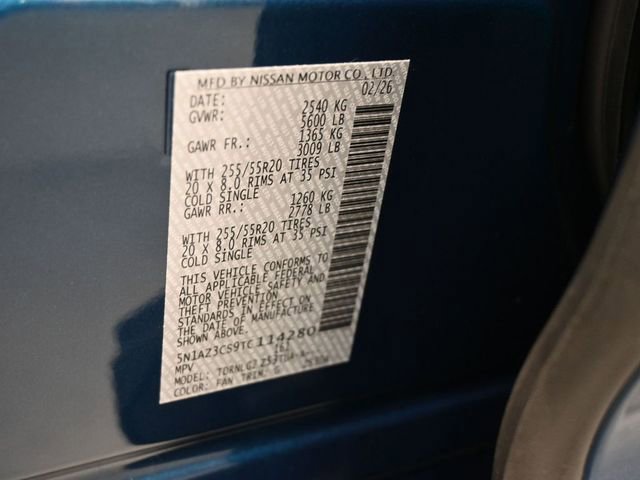 MFD BY NISSAN MOTOR CO., LTD.
DATE: 02/26
GVWR: 2540 KG
5600 LB
GAWR FR.: 1365 KG
3009 LB
WITH 255/55R20 TIRES
20 X 8.0 RIMS AT 35 PSI
COLD SINGLE
GAWR RR.: 1260 KG
2778 LB
WITH 255/55R20 TIRES
20 X 8.0 RIMS AT 35 PSI
COLD SINGLE
THIS VEHICLE CONFORMS TO
ALL APPLICABLE FEDERAL
MOTOR VEHICLE SAFETY AND
THEFT PREVENTION
STANDARDS IN EFFECT ON
THE DATE OF MANUFACTURE
SHOWN ABOVE.
5N1AZ3CS9TC114280
MPV
MODEL:
COLOR: TRIM: G